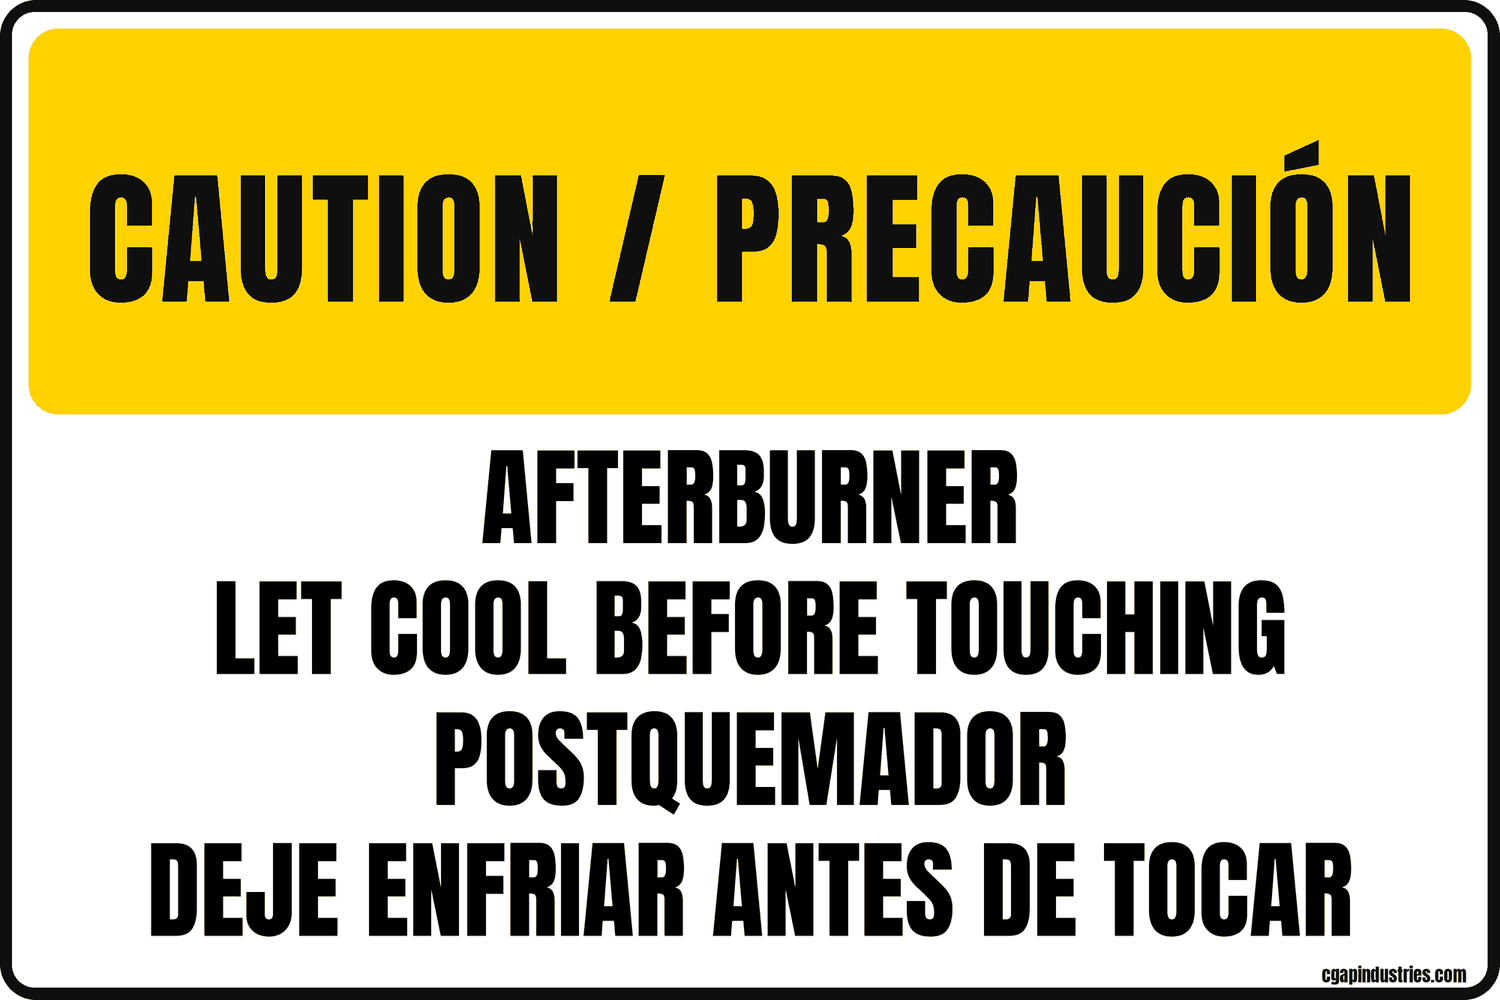 CAUTION / PRECAUCIÓN
AFTERBURNER
LET COOL BEFORE TOUCHING
POSTQUEMADOR
DEJE ENFRIAR ANTES DE TOCAR
cgapindustries.com